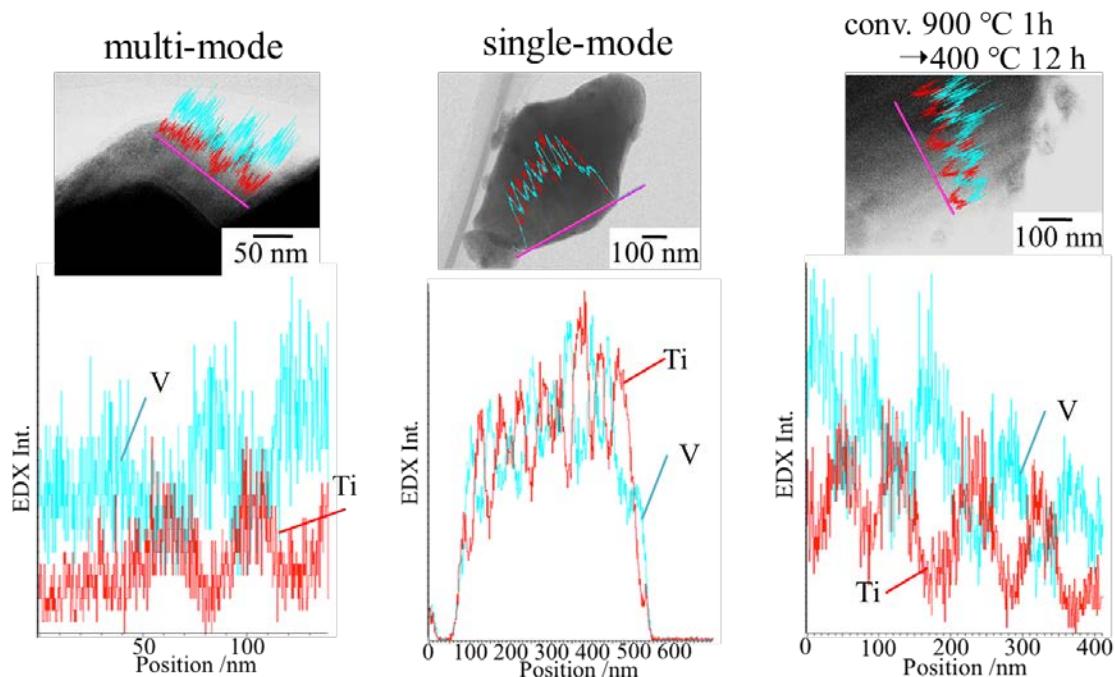 multi-mode
single-mode
conv. 900 °C 1h
→400 °C 12 h
50 nm
100 nm
100 nm
EDX Int.
V
Ti
50
100
Position /nm
EDX Int.
Ti
V
0 100 200 300 400 500 600
Position /nm
EDX Int.
V
Ti
0
100
200
300
400
Position /nm